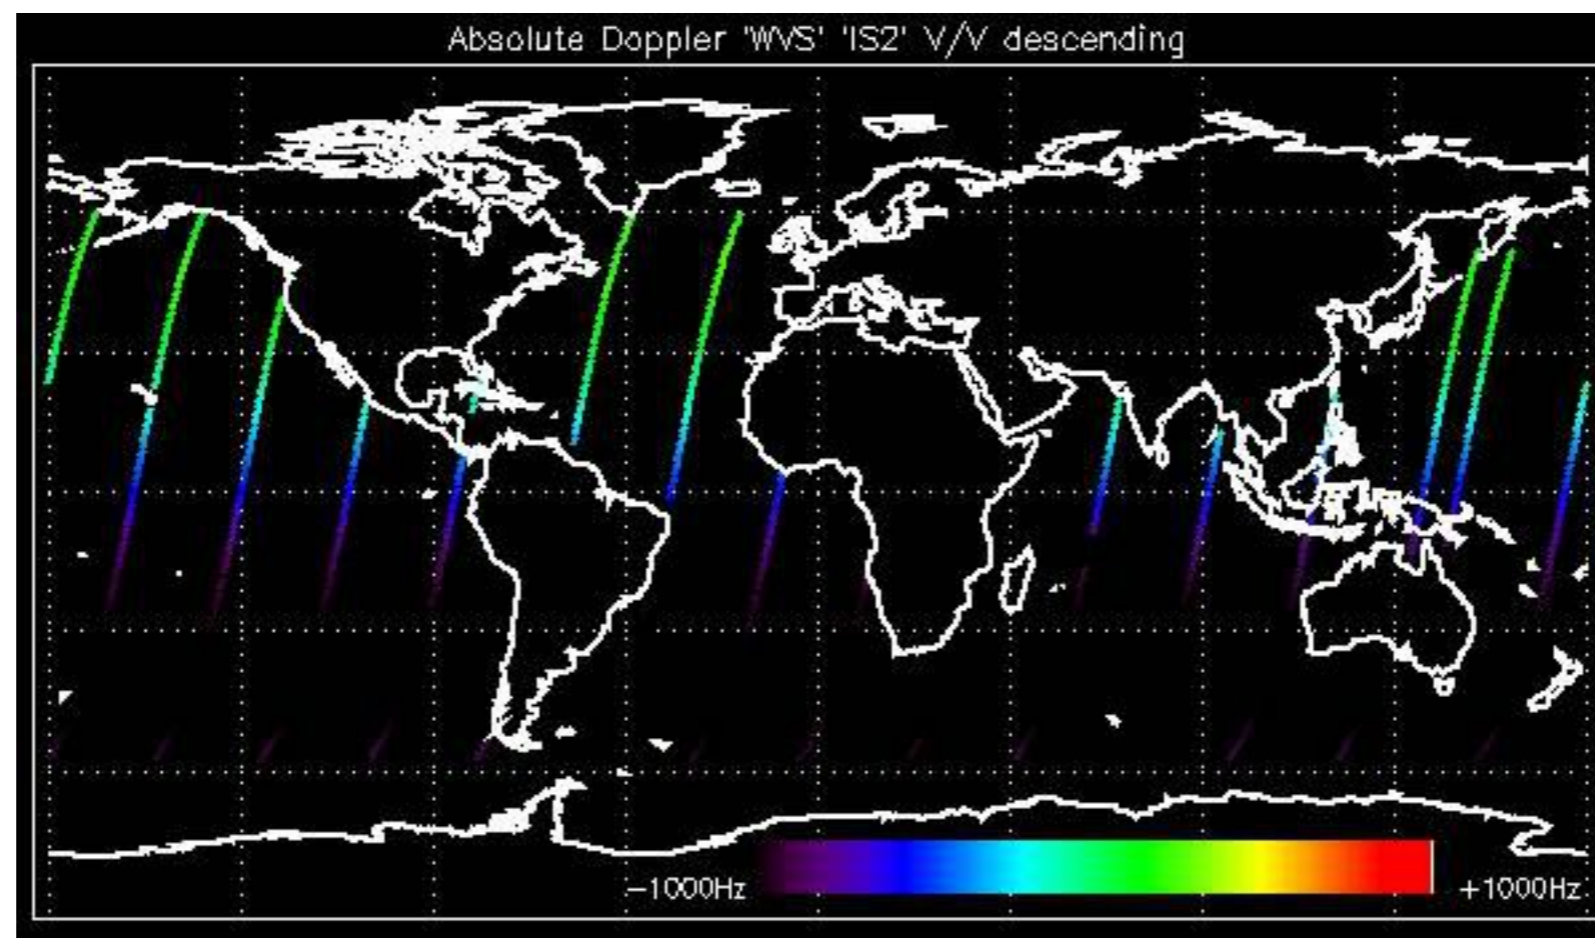 Absolute Doppler 'WVS' 'IS2' V/V descending
−1000Hz
+1000Hz